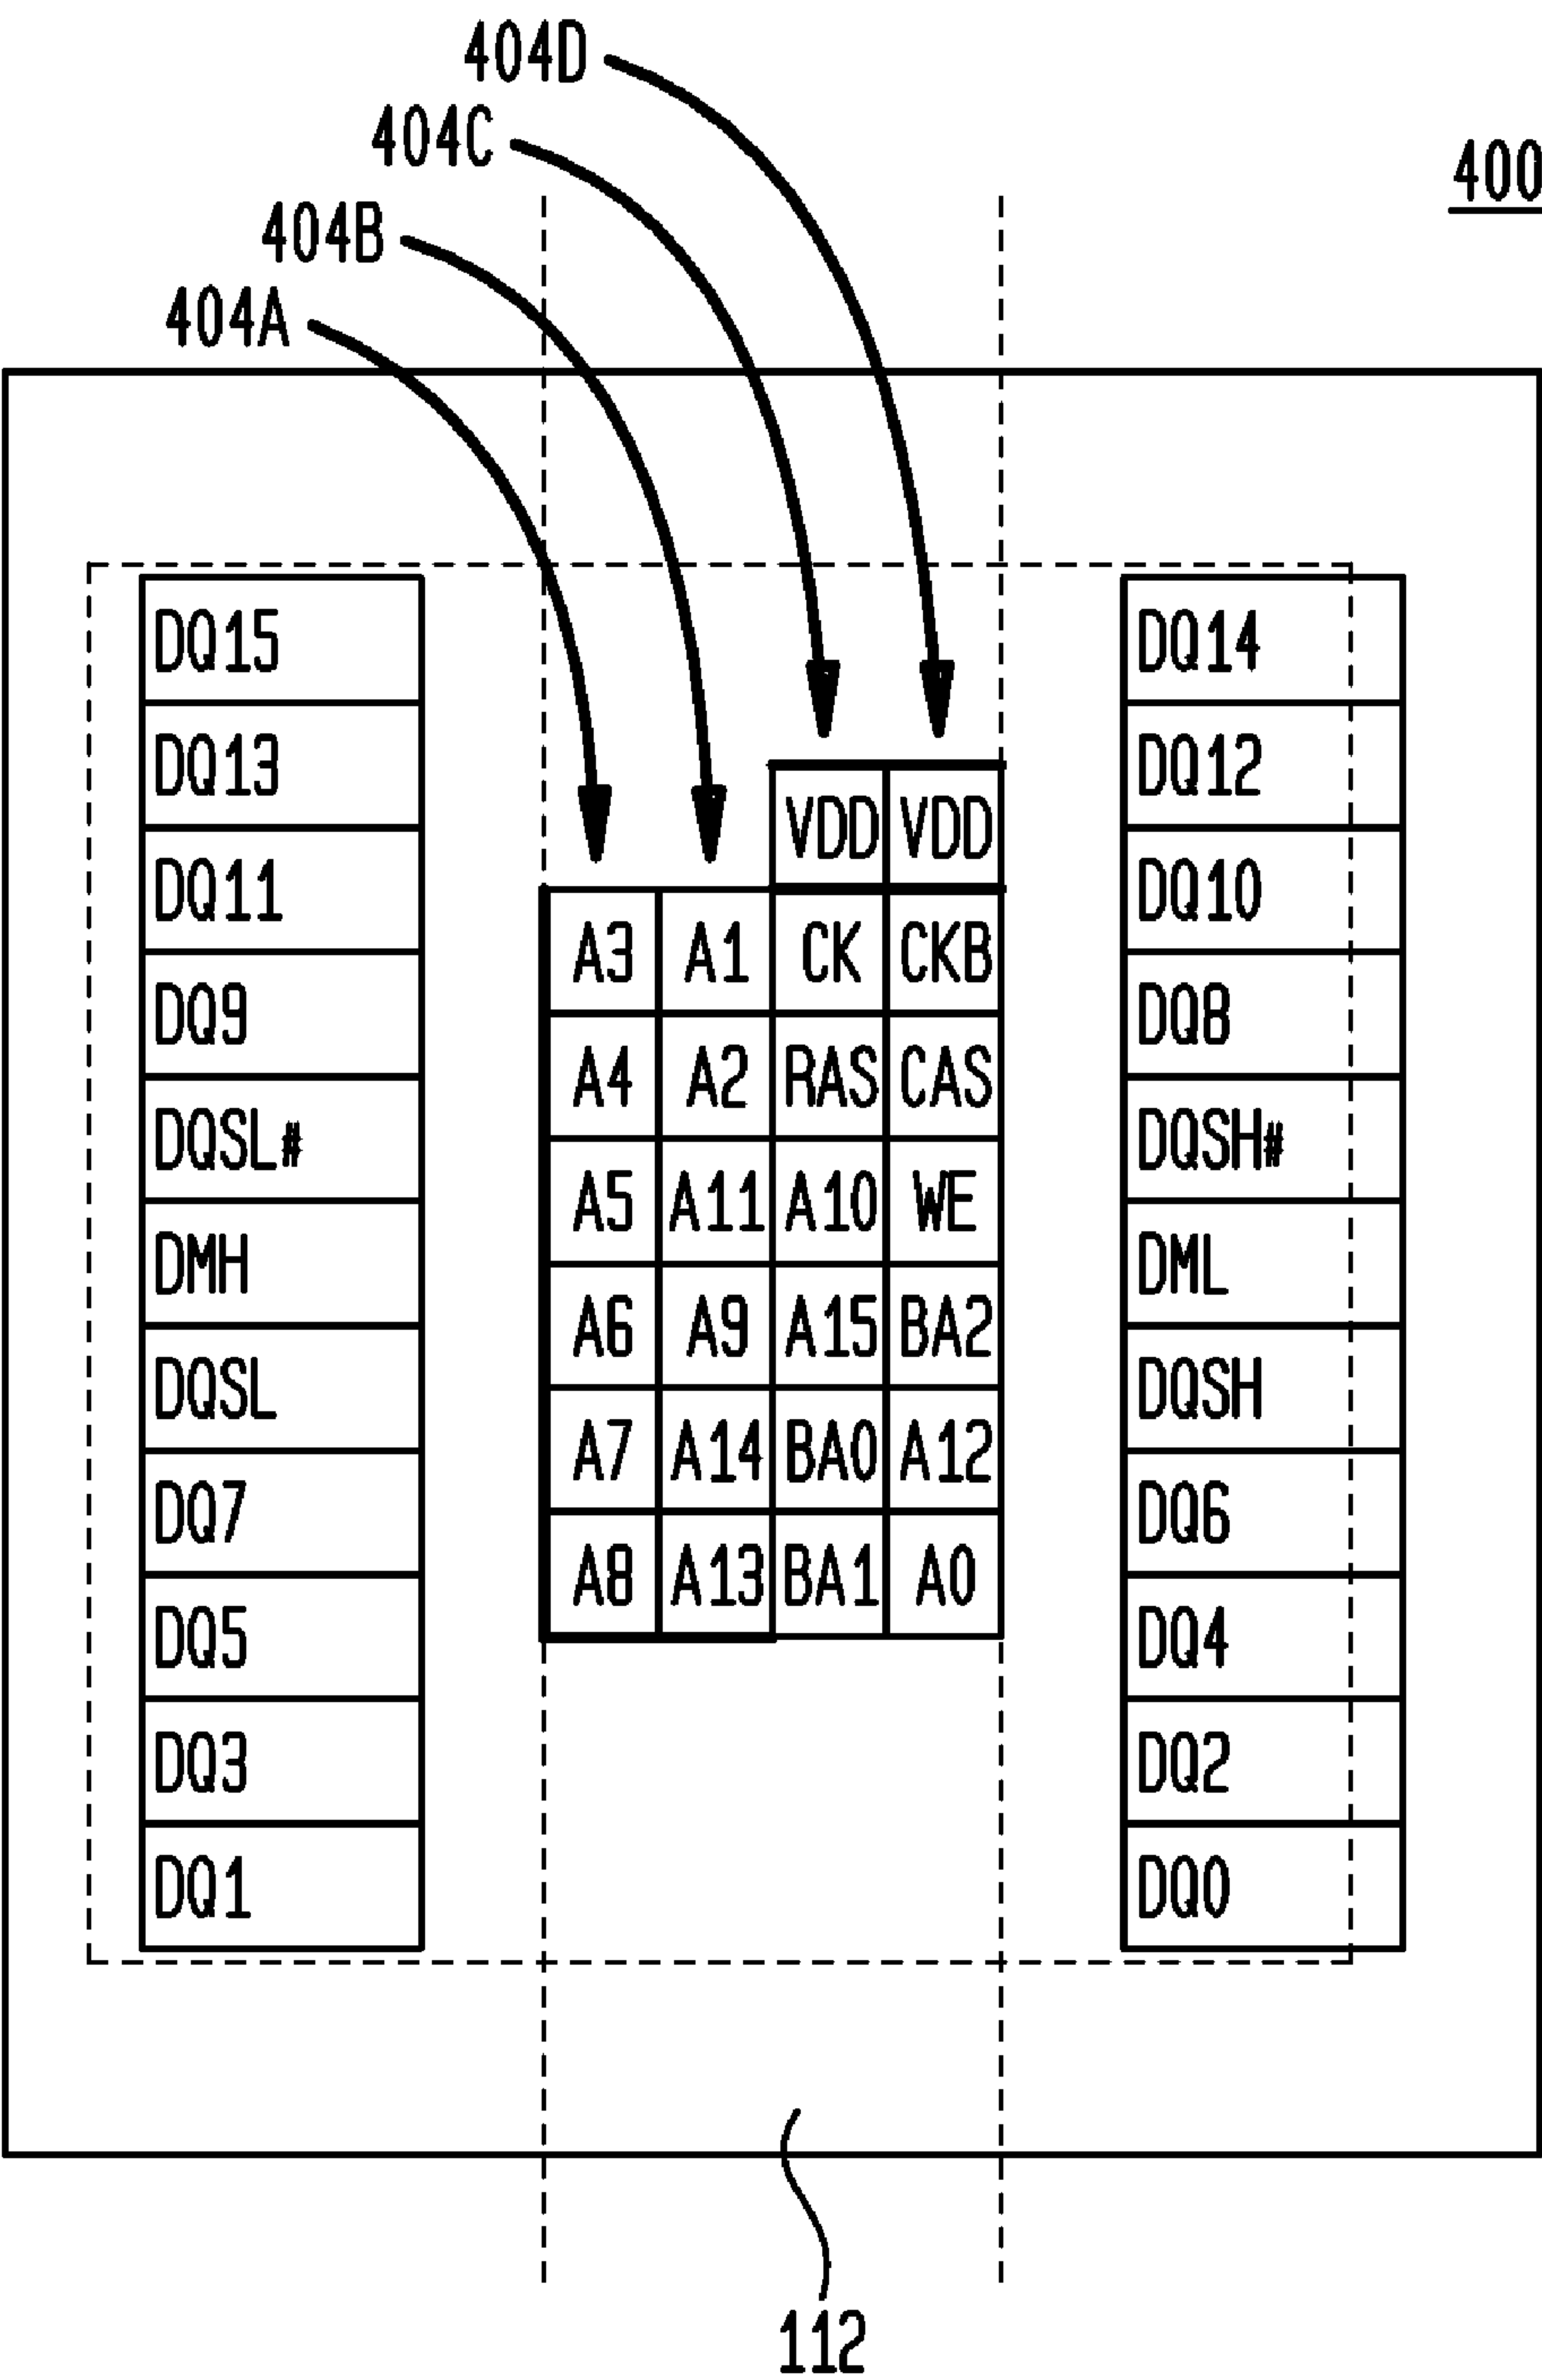 404D
404C
400
404B
404A
DQ15 DQ14
DQ13 VDD VDD DQ12
DQ11 A3 A1 CK CKB DQ10
DQ9 A4 A2 RAS CAS DQ8
DQSL# A5 A11 A10 WE DQSH#
DMH A6 A9 A15 BA2 DML
DQSL A7 A14 BA0 A12 DQSH
DQ7 A8 A13 BA1 A0 DQ6
DQ5 DQ4
DQ3 DQ2
DQ1 DQ0
112